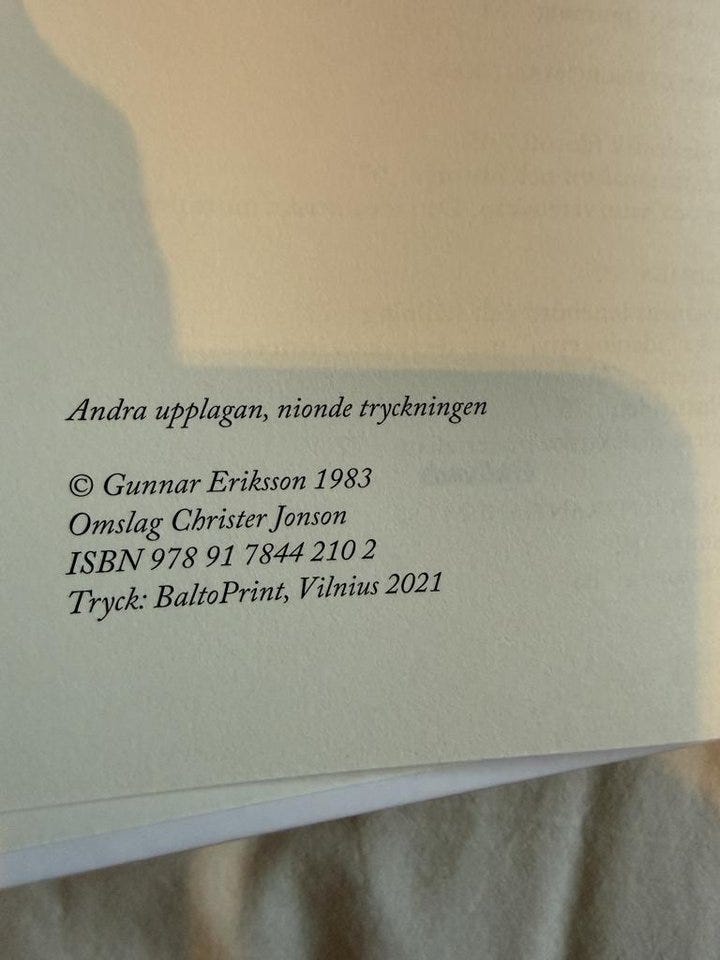 Andra upplagan, nionde tryckningen
© Gunnar Eriksson 1983
Omslag Christer Jonson
ISBN 978 91 7844 210 2
Tryck: BaltoPrint, Vilnius 2021